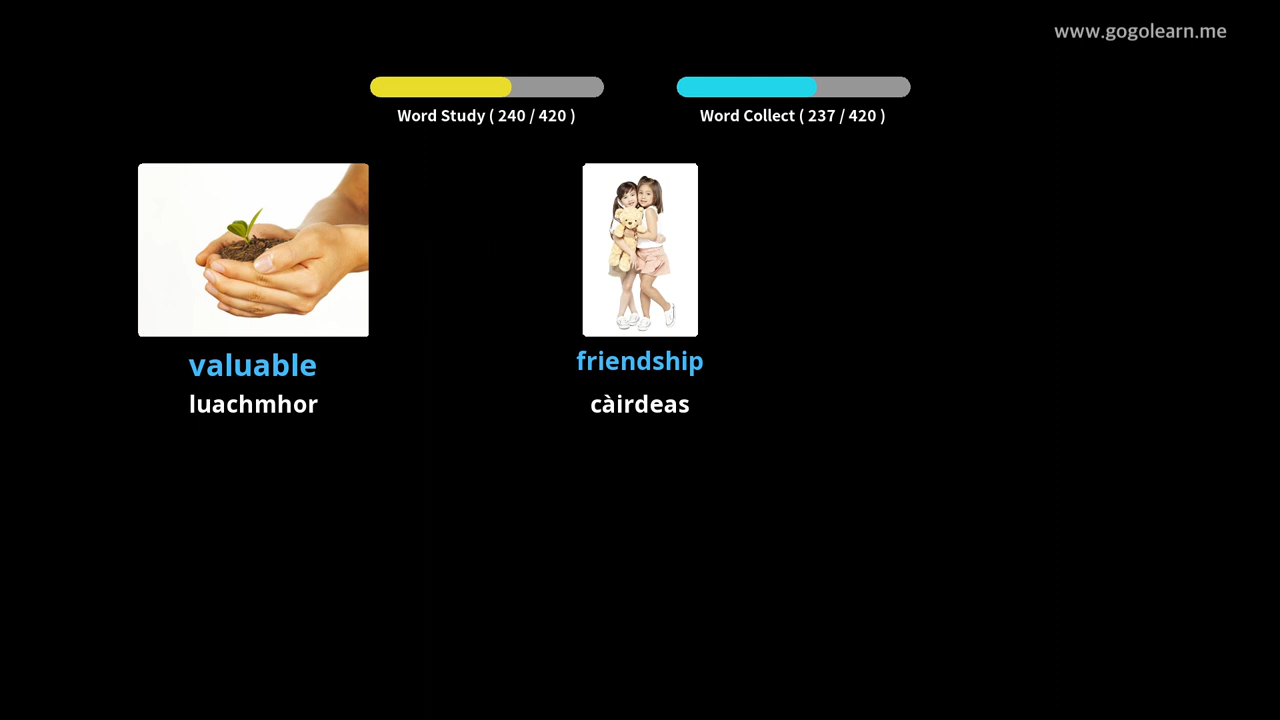 www.gogolearn.me
Word Study ( 240 / 420 )
Word Collect ( 237 / 420 )
valuable
luachmhor
friendship
càirdeas